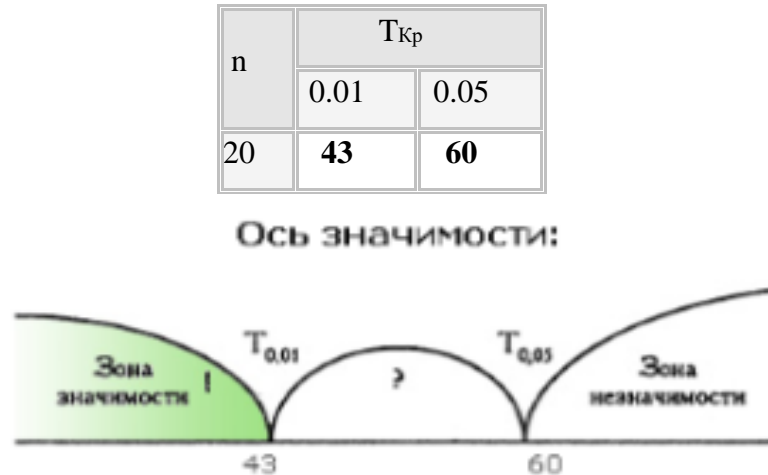 n
TКр
0.01 0.05
20 43 60
Ось значимости:
T0,01 T0,05
Зона ! ? Зона
значимости незначимости
43 60